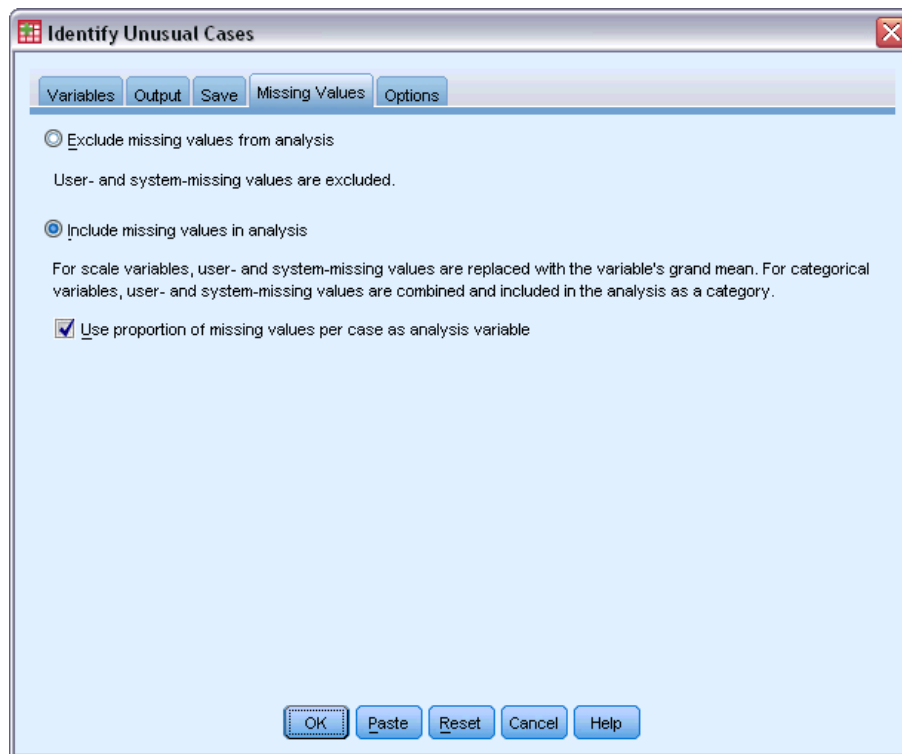 Identify Unusual Cases
Variables Output Save Missing Values Options
Exclude missing values from analysis
User- and system-missing values are excluded.
Include missing values in analysis
For scale variables, user- and system-missing values are replaced with the variable's grand mean. For categorical
variables, user- and system-missing values are combined and included in the analysis as a category.
Use proportion of missing values per case as analysis variable
OK Paste Reset Cancel Help